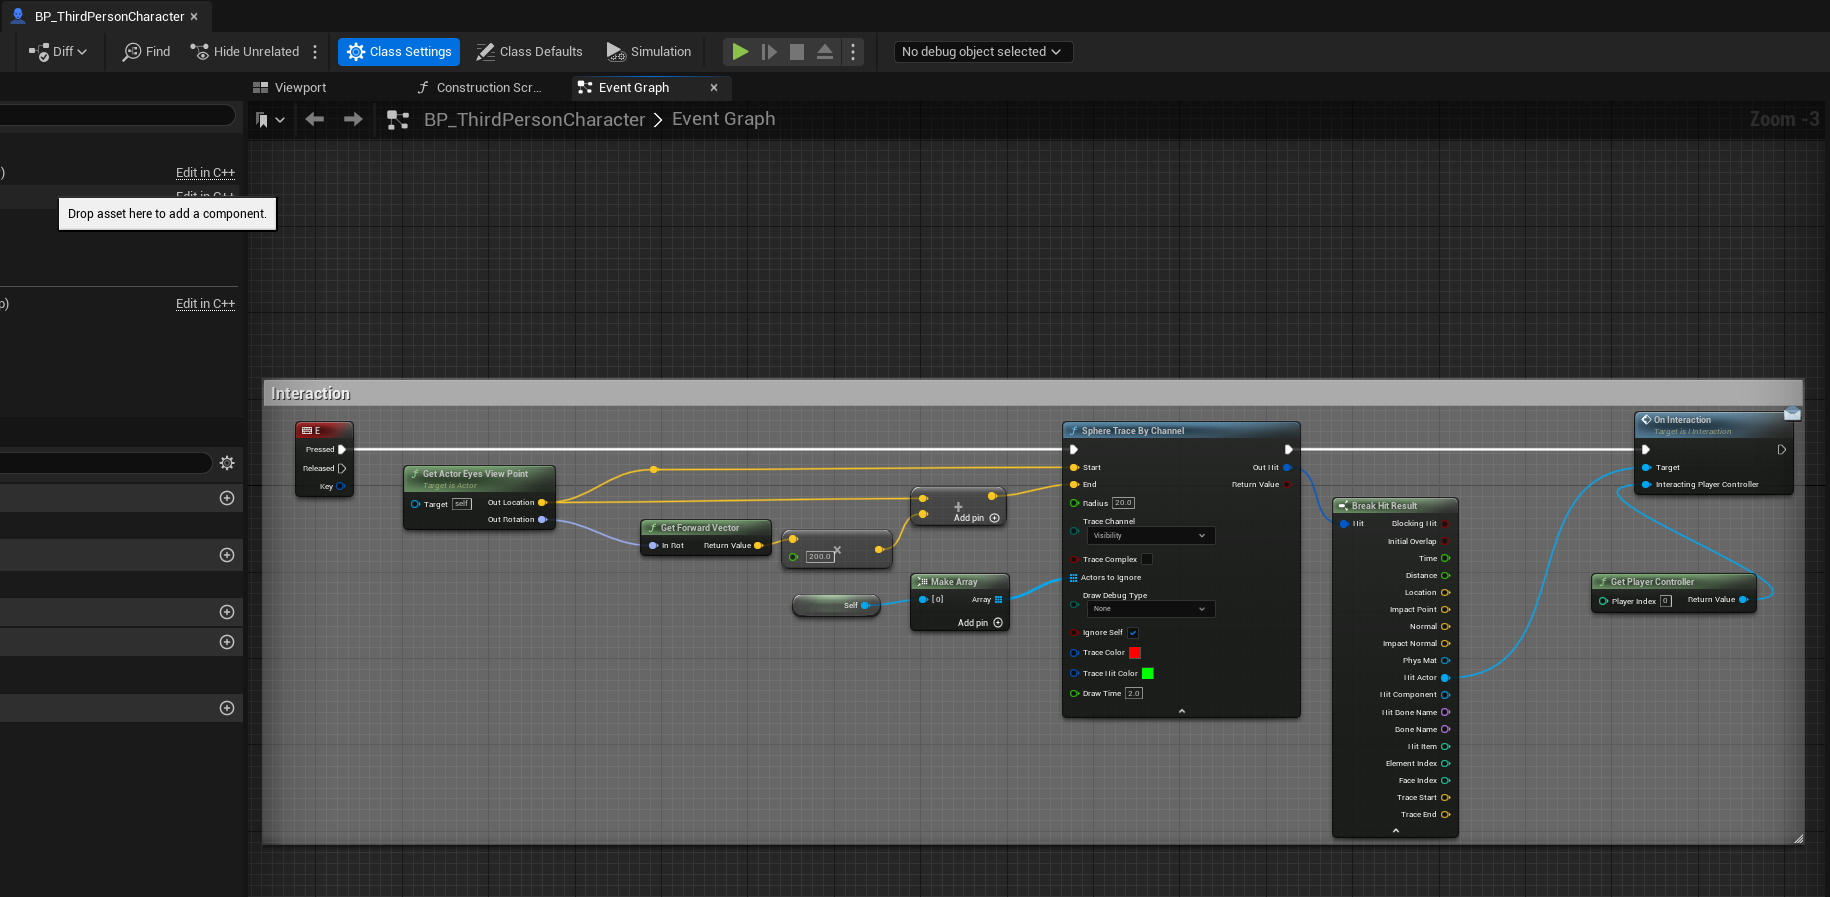 BP_ThirdPersonCharacter
Diff
Find
Hide Unrelated
Class Settings
Class Defaults
Simulation
No debug object selected
Viewport
Construction Scr...
Event Graph
BP_ThirdPersonCharacter > Event Graph
Zoom -3
)
Edit in C++
Edit in C++
Drop asset here to add a component.
p)
Edit in C++
Interaction
E
Pressed
Released
Key
Get Actor Eyes View Point
Target is Actor
Target self
Out Location
Out Rotation
Get Forward Vector
In Rot
Return Value
200.0
Add pin
Self
Make Array
[0]
Array
Add pin
Sphere Trace By Channel
Start
Out Hit
End
Return Value
Radius 20.0
Trace Channel
Visibility
Trace Complex
Actors to Ignore
Draw Debug Type
None
Ignore Self
Trace Color
Trace Hit Color
Draw Time 2.0
Break Hit Result
Hit
Blocking Hit
Initial Overlap
Time
Distance
Location
Impact Point
Normal
Impact Normal
Phys Mat
Hit Actor
Hit Component
Hit Bone Name
Bone Name
Hit Item
Element Index
Face Index
Trace Start
Trace End
On Interaction
Target is I Interaction
Target
Interacting Player Controller
Get Player Controller
Player Index 0
Return Value